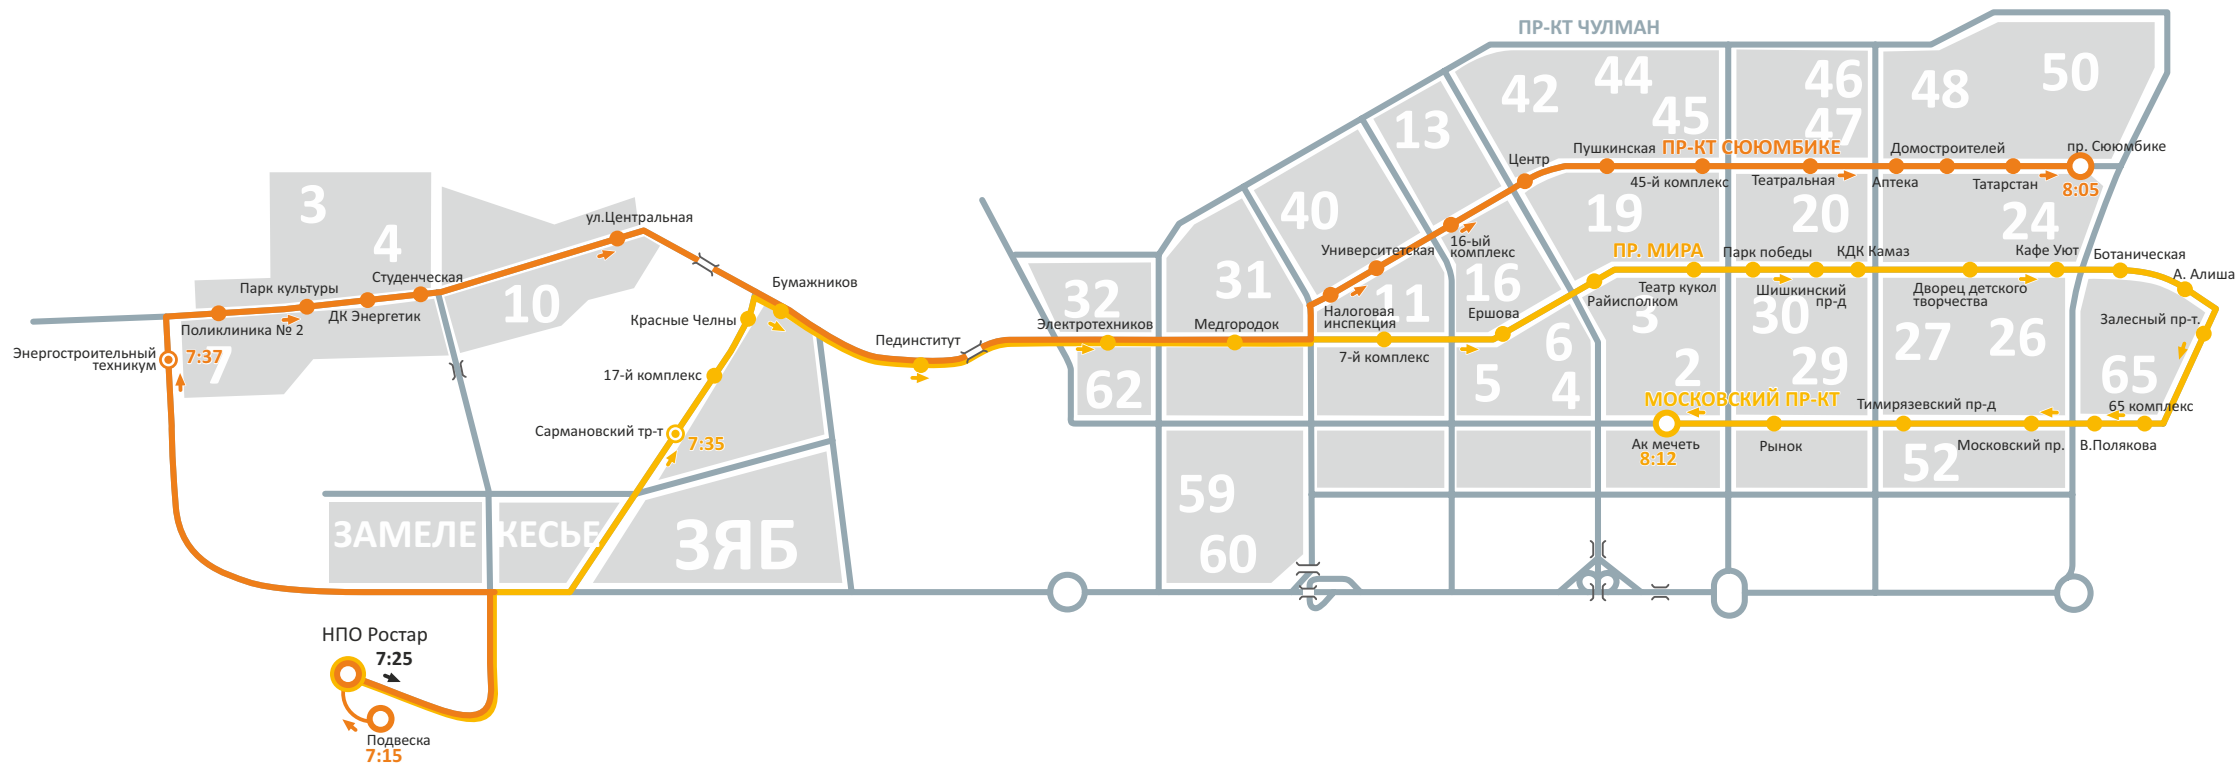 ПР-КТ ЧУЛМАН
50
44
46
48
42
45
47
13
Пушкинская
ПР-КТ СЮЮМБИКЕ
Домостроителей
пр. Сююмбике
Центр
45-й комплекс
Театральная
Аптека
Татарстан
8:05
3
4
40
19
20
24
ул.Центральная
Университетская
16-ый
комплекс
ПР. МИРА
Парк победы
КДК Камаз
Кафе Уют
Ботаническая
А. Алиша
Студенческая
Парк культуры
ДК Энергетик
Поликлиника № 2
10
Бумажников
Красные Челны
32
31
11
16
Театр кукол
Шишкинский
пр-д
Дворец детского
творчества
Райисполком
Налоговая
инспекция
Ершова
3
30
27
26
Залесный пр-т.
Энергостроительный
техникум
7:37
7
Пединститут
Электротехников
Медгородок
7-й комплекс
6
5
4
2
29
65
17-й комплекс
62
МОСКОВСКИЙ ПР-КТ
Тимирязевский пр-д
65 комплекс
Сармановский тр-т
7:35
Ак мечеть
8:12
Рынок
52
Московский пр.
В.Полякова
59
60
ЗАМЕЛЕКЕСЬЕ
ЗЯБ
НПО Ростар
7:25
Подвеска
7:15